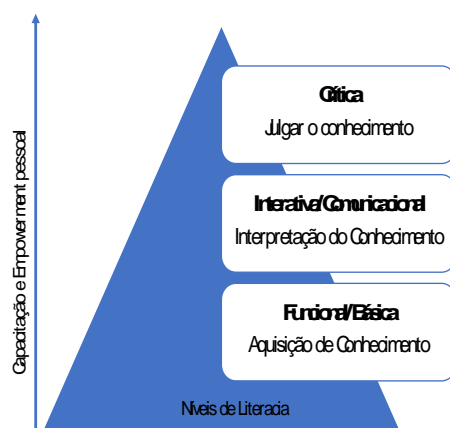 Crítica
Julgar o conhecimento
Interativa/Comunicacional
Interpretação do Conhecimento
Funcional/Básica
Aquisição de Conhecimento
Níveis de Literacia
Capacitação e Empowerment pessoal